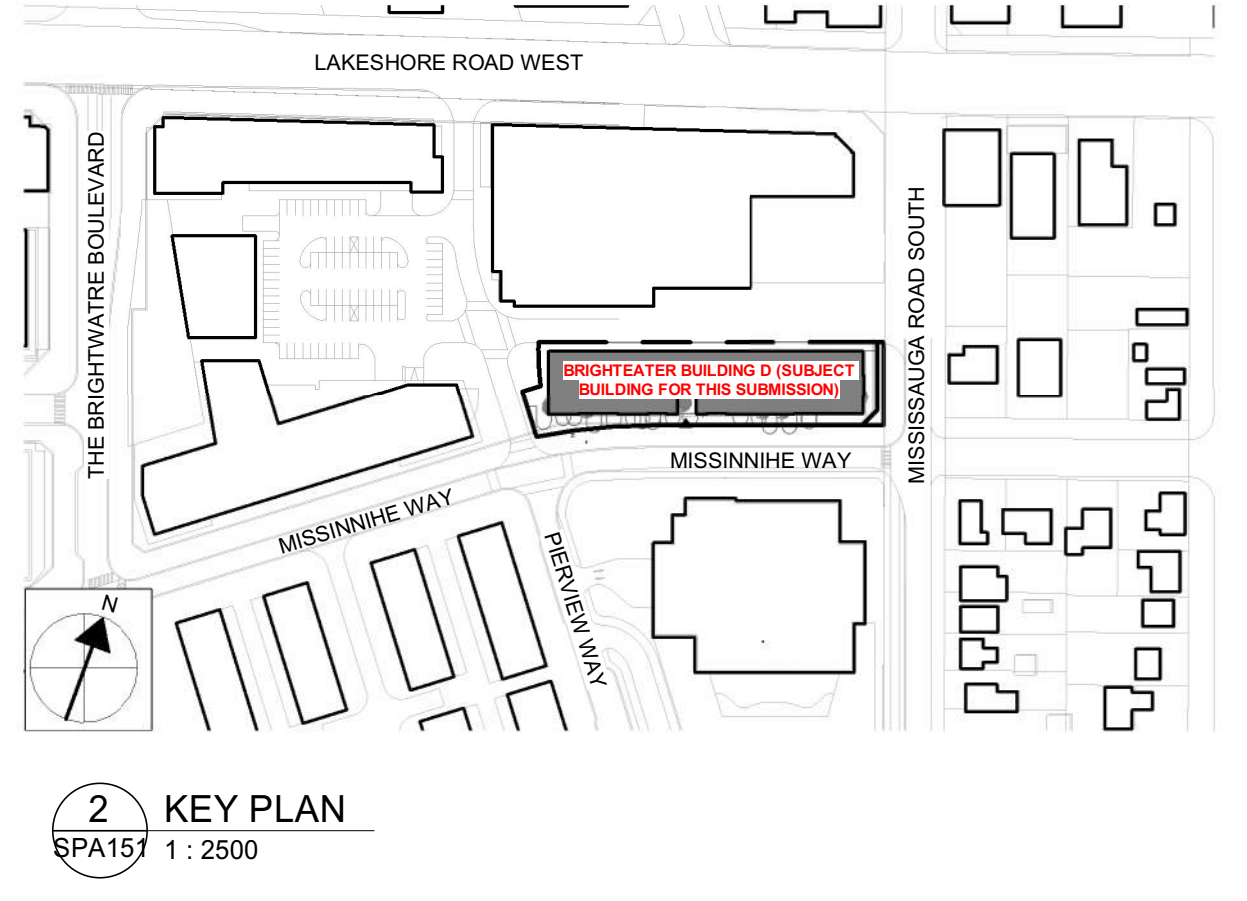 LAKESHORE ROAD WEST
THE BRIGHTWATRE BOULEVARD
MISSISSAUGA ROAD SOUTH
BRIGHTEATER BUILDING D (SUBJECT
BUILDING FOR THIS SUBMISSION)
MISSINNIHE WAY
MISSINNIHE WAY
PIERVIEW WAY
N
2
KEY PLAN
SPA151
1 : 2500